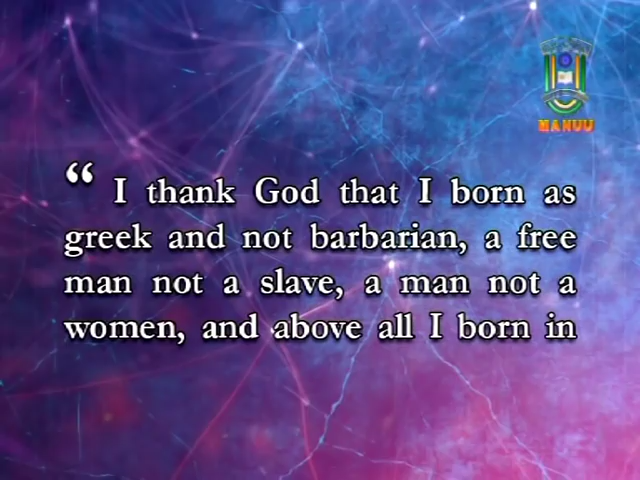 MANUU
“ I thank God that I born as
greek and not barbarian, a free
man not a slave, a man not a
women, and above all I born in